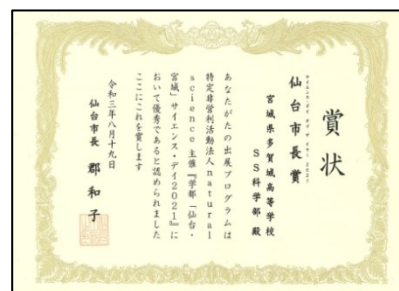 賞状
仙台市長賞
宮城県多賀城高等学校
SS科学部 殿
あなたがたの出展プログラムは
特定非営利活動法人natural
science主催『学都「仙台・
宮城」サイエンス・デイ2021』に
おいて優秀であると認められました
ここにこれを賞します
令和三年八月十九日
仙台市長 郡和子